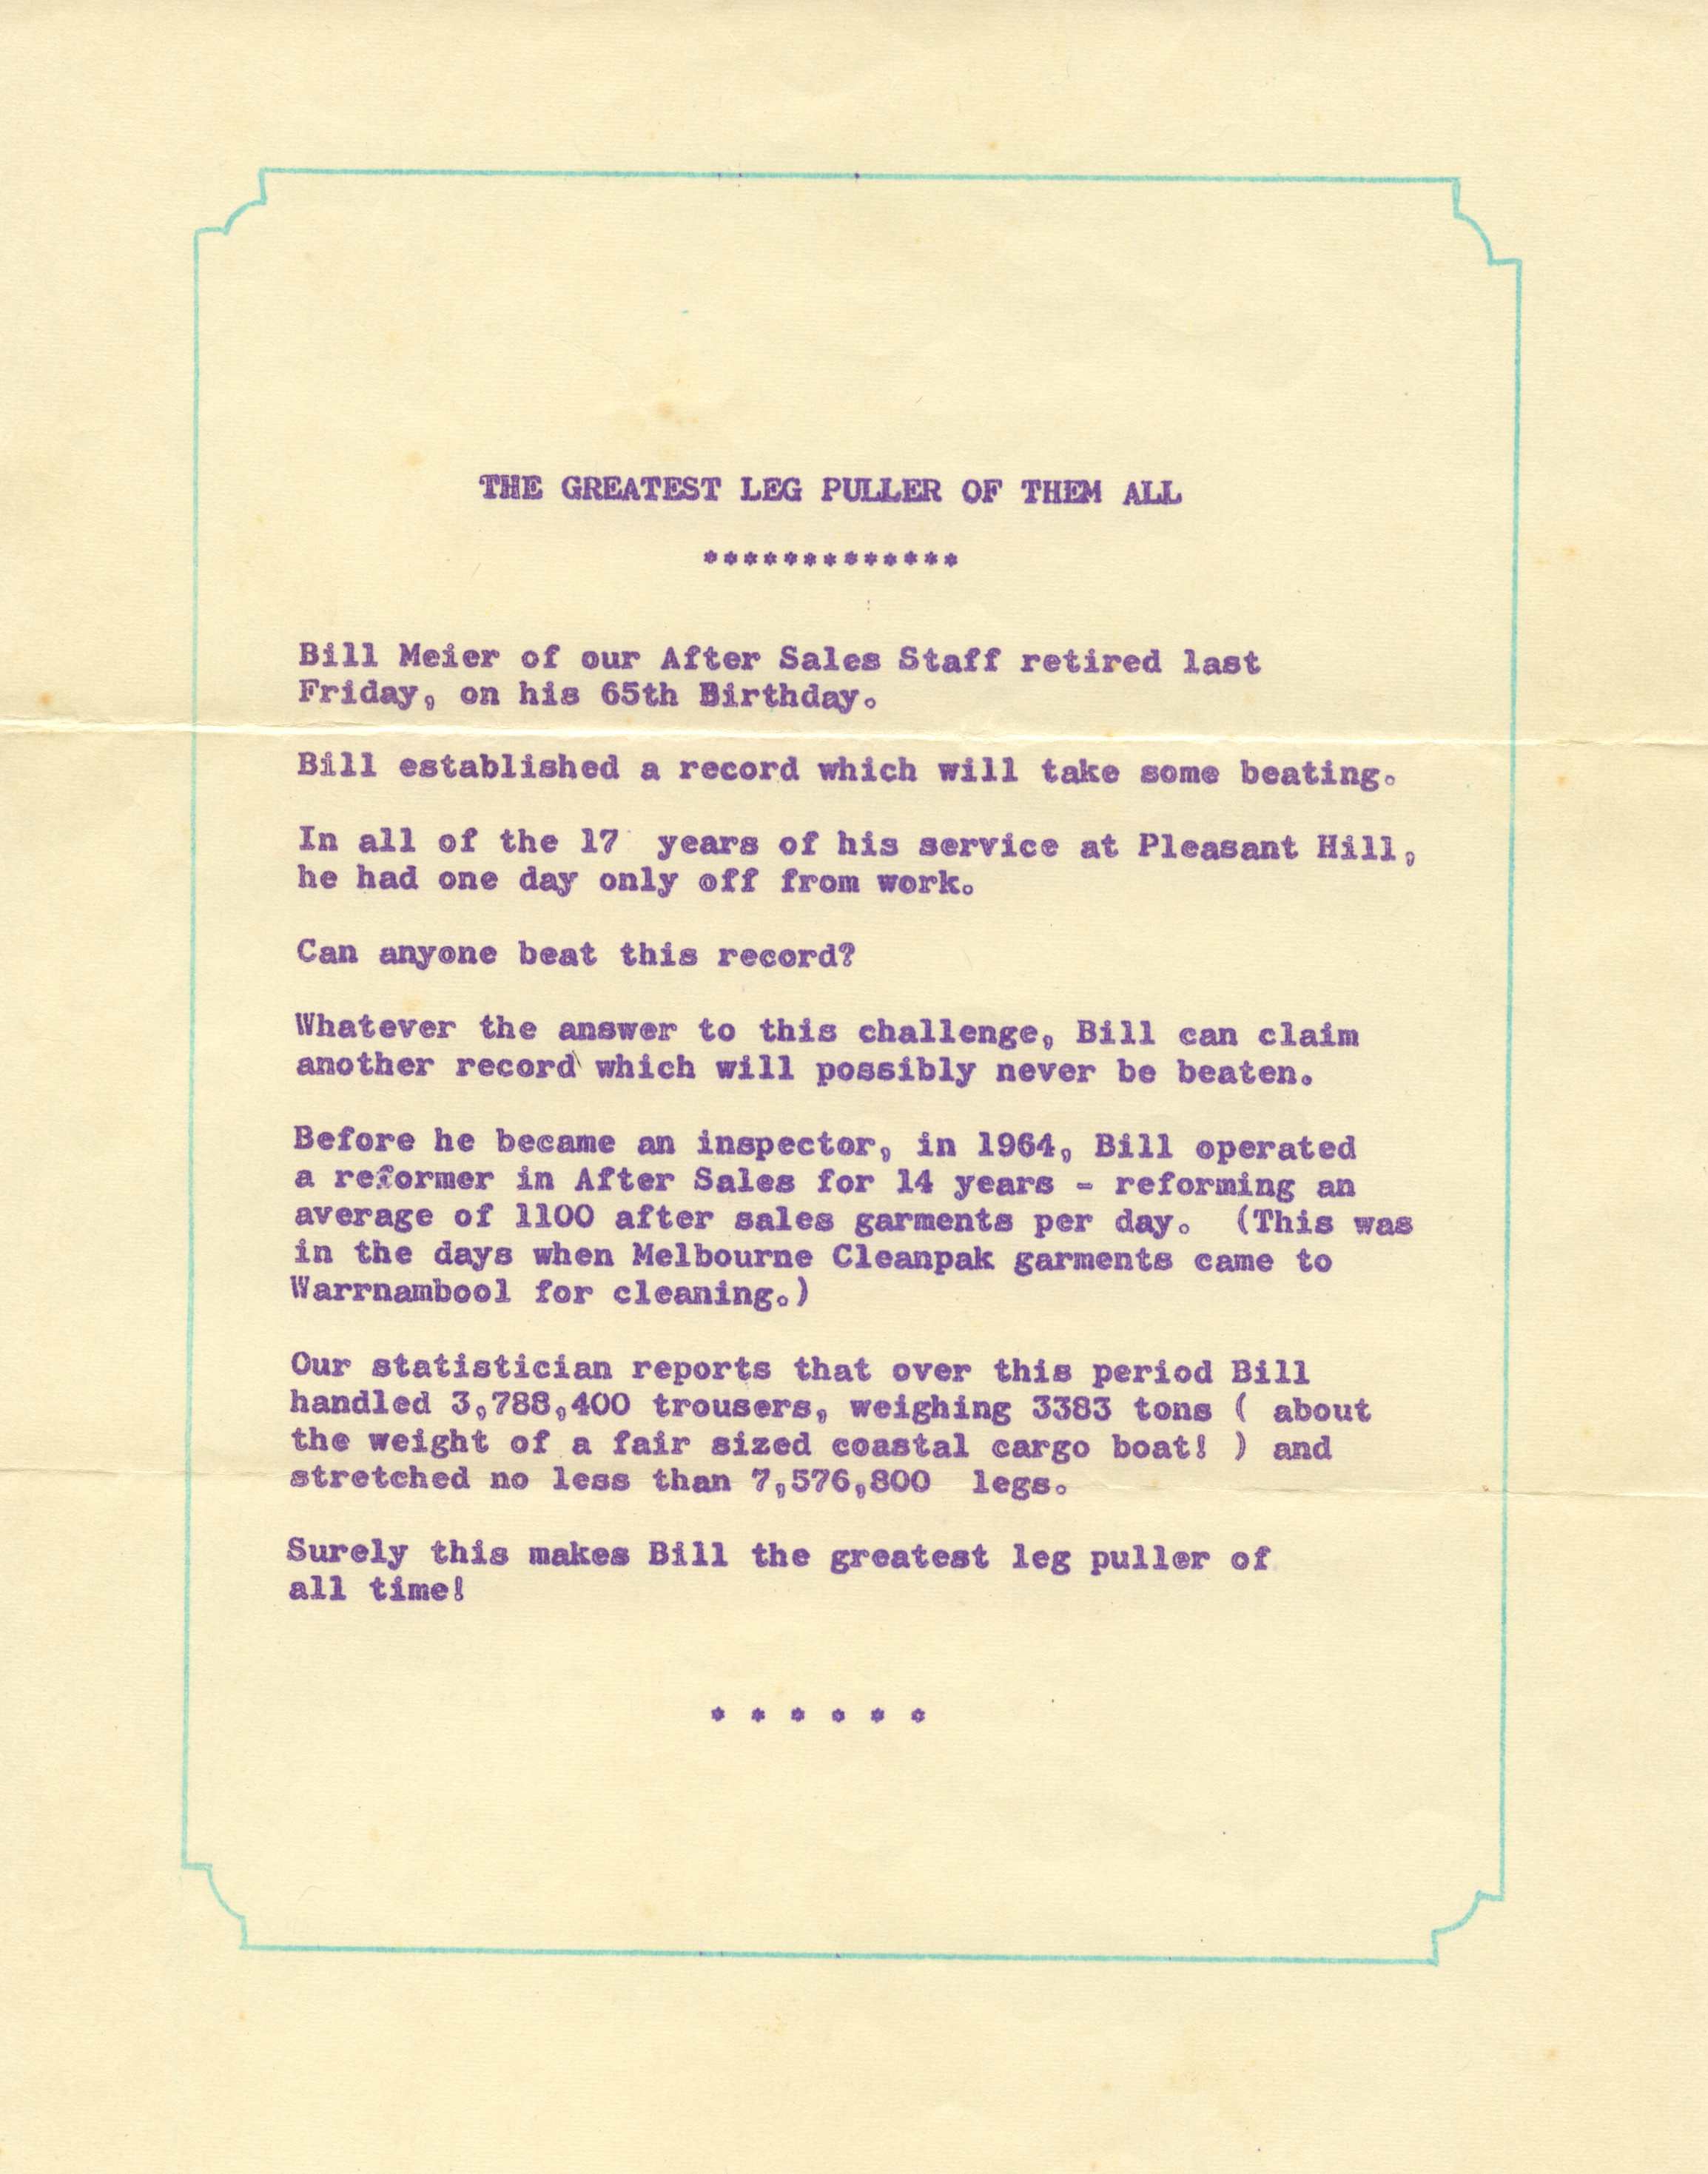 THE GREATEST LEG PULLER OF THEM ALL
*************
Bill Meier of our After Sales Staff retired last
Friday, on his 65th Birthday.
Bill established a record which will take some beating.
In all of the 17 years of his service at Pleasant Hill,
he had one day only off from work.
Can anyone beat this record?
Whatever the answer to this challenge, Bill can claim
another record which will possibly never be beaten.
Before he became an inspector, in 1964, Bill operated
a reformer in After Sales for 14 years - reforming an
average of 1100 after sales garments per day. (This was
in the days when Melbourne Cleanpak garments came to
Warrnambool for cleaning.)
Our statistician reports that over this period Bill
handled 3,788,400 trousers, weighing 3383 tons ( about
the weight of a fair sized coastal cargo boat! ) and
stretched no less than 7,576,800 legs.
Surely this makes Bill the greatest leg puller of
all time!
* * * * * *